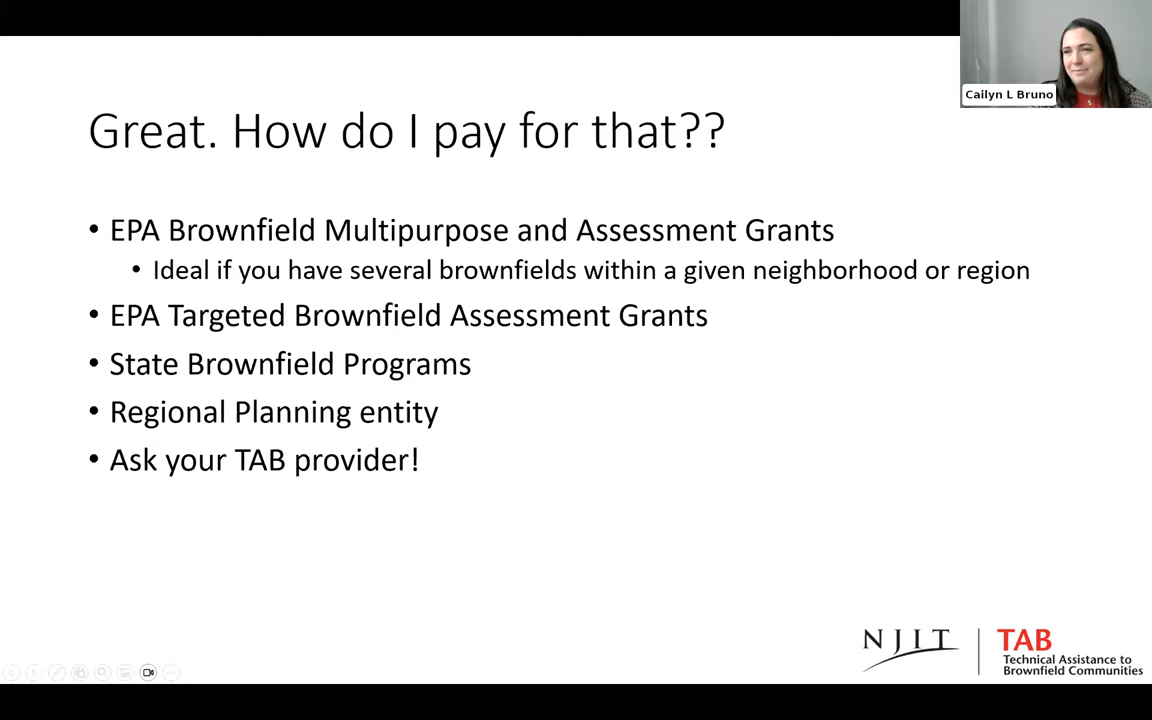 Cailyn L Bruno
Great. How do I pay for that??
• EPA Brownfield Multipurpose and Assessment Grants
• Ideal if you have several brownfields within a given neighborhood or region
• EPA Targeted Brownfield Assessment Grants
• State Brownfield Programs
• Regional Planning entity
• Ask your TAB provider!
NJIT
TAB
Technical Assistance to
Brownfield Communities